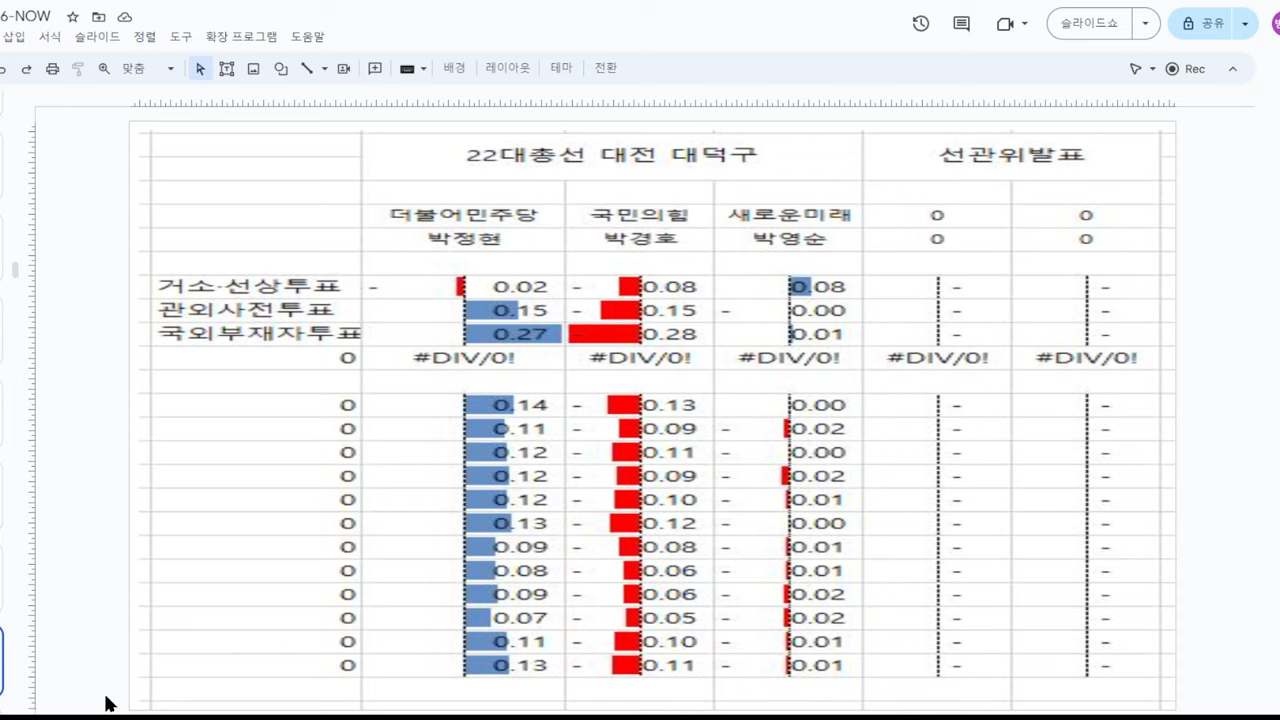 6-NOW
삽입 서식 슬라이드 정렬 도구 확장 프로그램 도움말
슬라이드쇼 공유
맞춤 배경 레이아웃 테마 전환 Rec
22대총선 대전 대덕구 선관위발표
더불어민주당 국민의힘 새로운미래 0 0
박정현 박경호 박영순 0 0
거소·선상투표 - 0.02 - 0.08 0.08 - -
관외사전투표 0.15 - 0.15 - 0.00 - -
국외부재자투표 0.27 - 0.28 0.01 - -
0 #DIV/0! #DIV/0! #DIV/0! #DIV/0! #DIV/0!
0 0.14 - 0.13 0.00 - -
0 0.11 - 0.09 - 0.02 - -
0 0.12 - 0.11 - 0.00 - -
0 0.12 - 0.09 - 0.02 - -
0 0.12 - 0.10 - 0.01 - -
0 0.13 - 0.12 - 0.00 - -
0 0.09 - 0.08 - 0.01 - -
0 0.08 - 0.06 - 0.01 - -
0 0.09 - 0.06 - 0.02 - -
0 0.07 - 0.05 - 0.02 - -
0 0.11 - 0.10 - 0.01 - -
0 0.13 - 0.11 - 0.01 - -